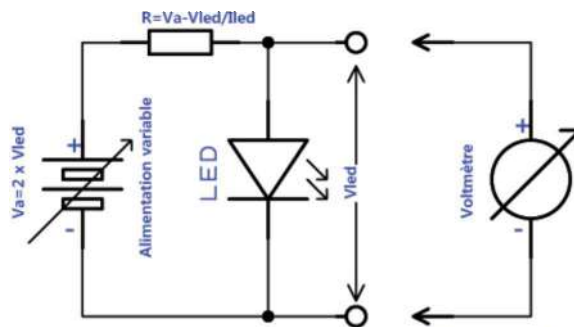 R=Va-Vled/Iled
Va=2 x Vled
+
-
Alimentation variable
LED
Vled
Voltmètre
+
-